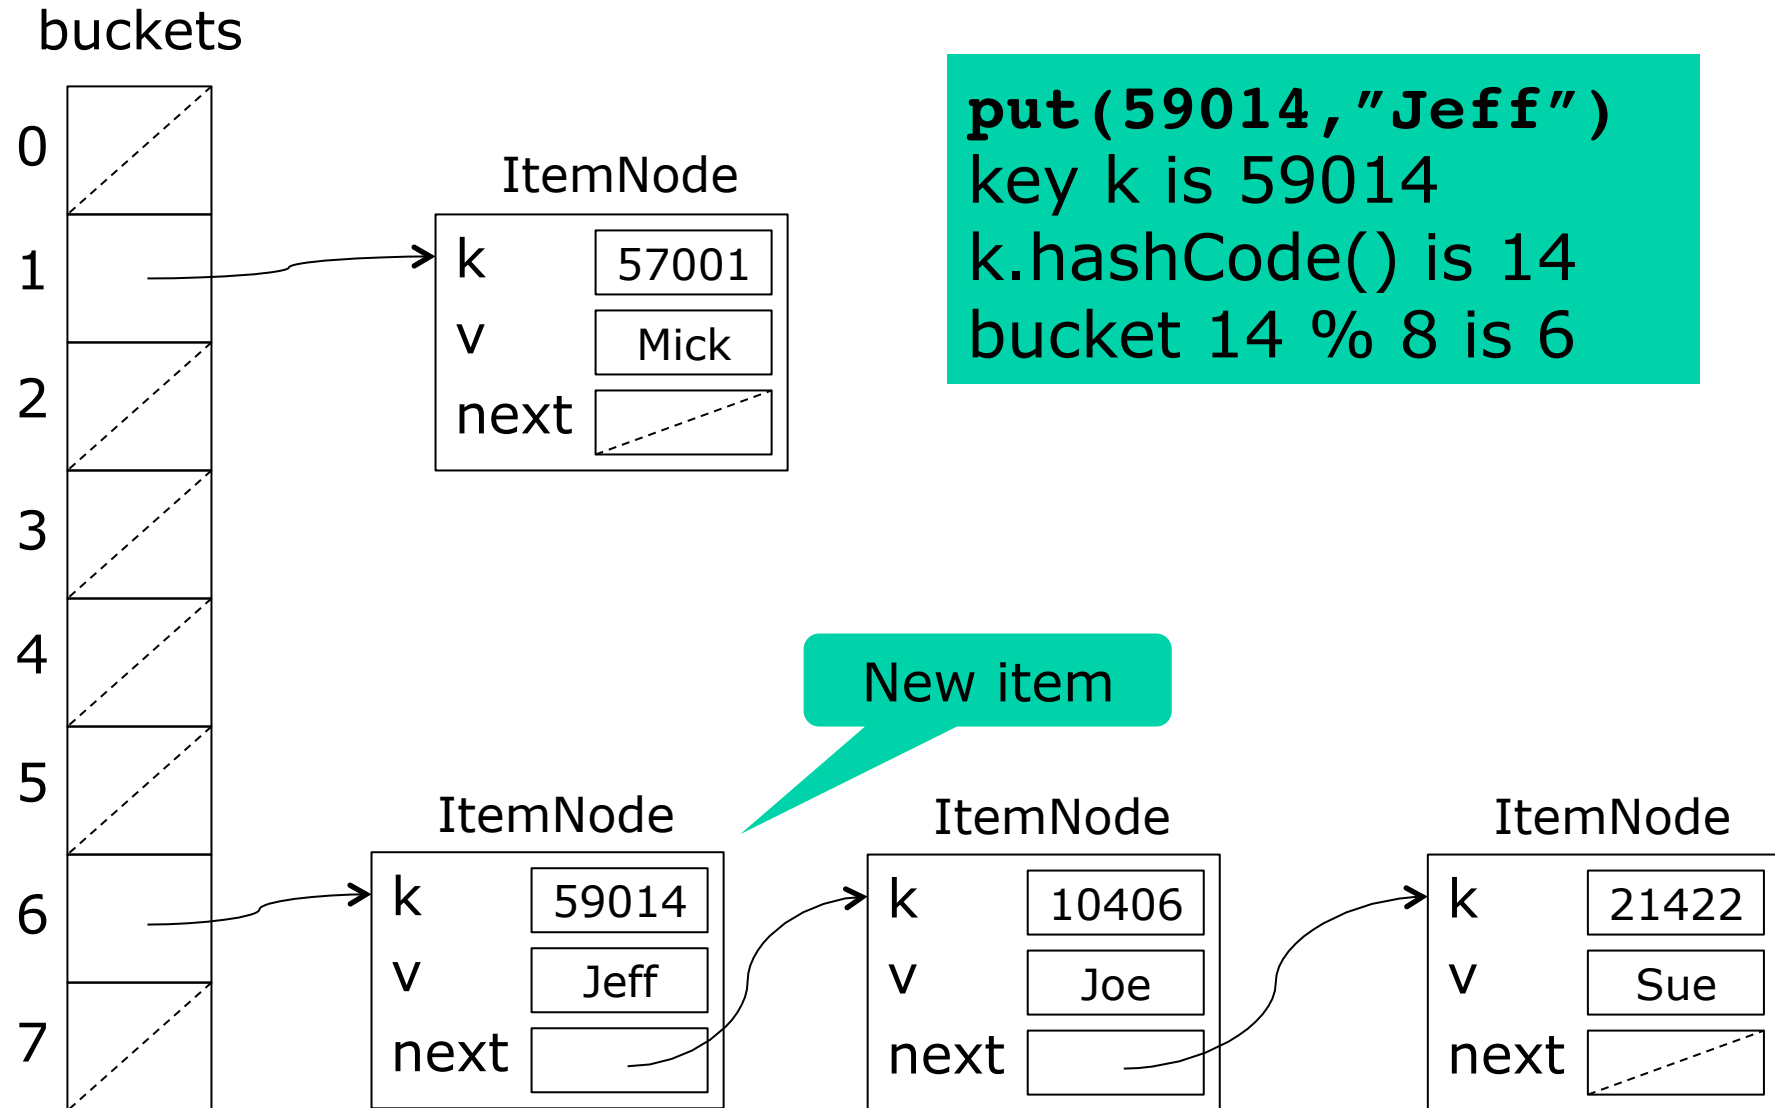 buckets
put(59014,”Jeff”)
key k is 59014
k.hashCode() is 14
bucket 14 % 8 is 6
0
1
2
3
4
5
6
7
ItemNode
k 57001
v Mick
next
New item
ItemNode
k 59014
v Jeff
next
ItemNode
k 10406
v Joe
next
ItemNode
k 21422
v Sue
next